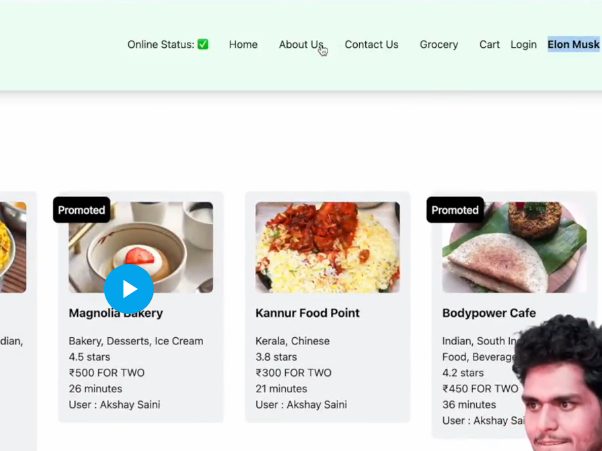 Online Status: ✅ Home About Us Contact Us Grocery Cart Login Elon Musk
Promoted
Magnolia Bakery
Bakery, Desserts, Ice Cream
4.5 stars
₹500 FOR TWO
26 minutes
User : Akshay Saini
Kannur Food Point
Kerala, Chinese
3.8 stars
₹300 FOR TWO
21 minutes
User : Akshay Saini
Promoted
Bodypower Cafe
Indian, South In
Food, Beverage
4.2 stars
₹450 FOR TWO
36 minutes
User : Akshay Sai
dian,